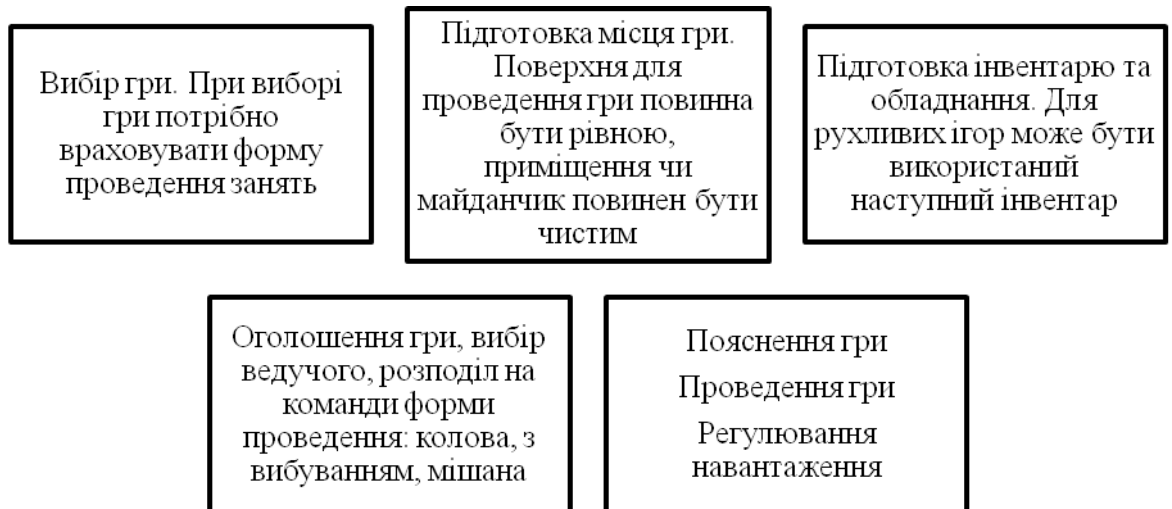 Вибір гри. При виборі
гри потрібно
враховувати форму
проведення занять
Підготовка місця гри.
Поверхня для
проведення гри повинна
бути рівною,
приміщення чи
майданчик повинен бути
чистим
Підготовка інвентарю та
обладнання. Для
рухливих ігор може бути
використаний
наступний інвентар
Оголошення гри, вибір
ведучого, розподіл на
команди форми
проведення: колова, з
вибуванням, мішана
Пояснення гри
Проведення гри
Регулювання
навантаження